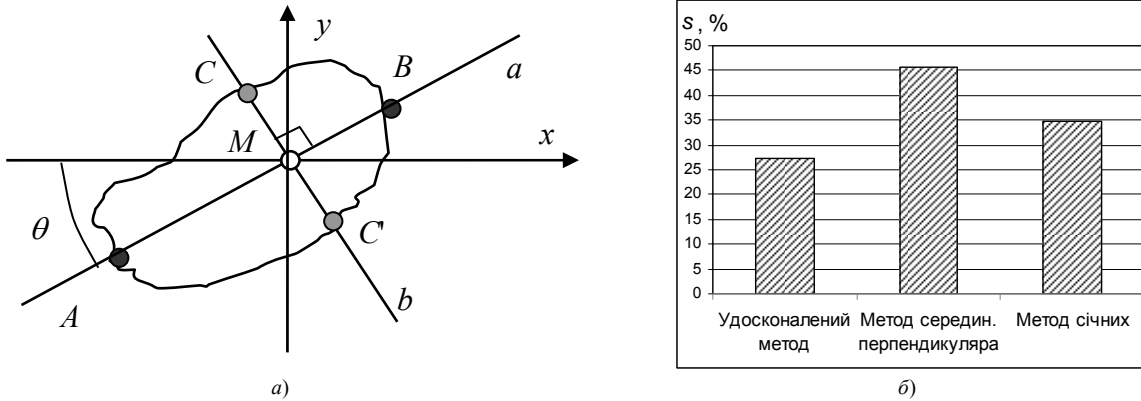 y
C
B
a
M
x
θ
C'
A
b
а)
s, %
50
45
40
35
30
25
20
15
10
5
0
Удосконалений метод
Метод середин. перпендикуляра
Метод січних
б)